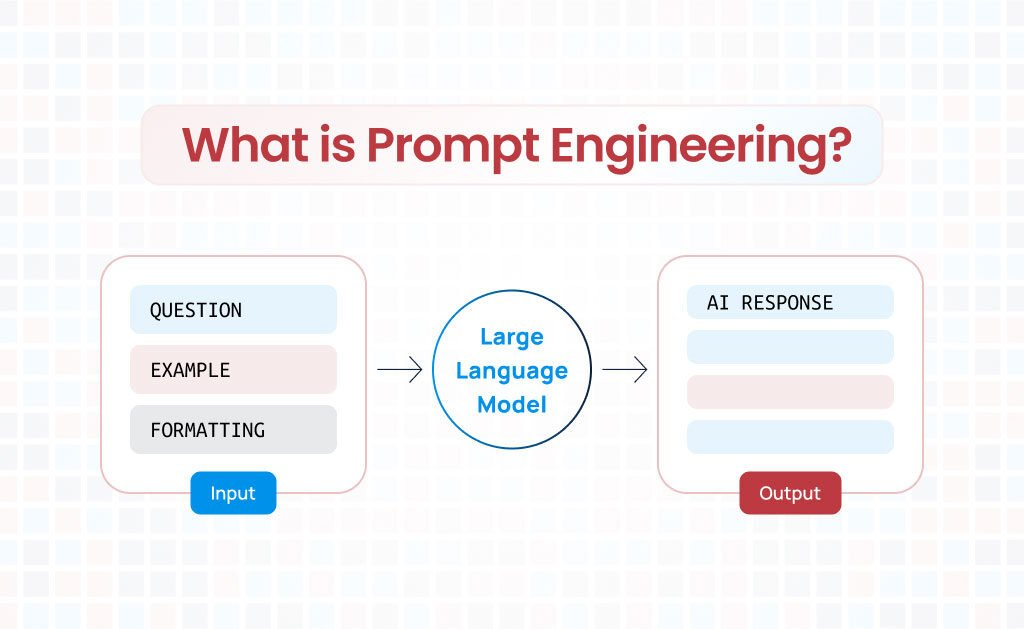 What is Prompt Engineering?
QUESTION
EXAMPLE
FORMATTING
Input
Large
Language
Model
AI RESPONSE
Output